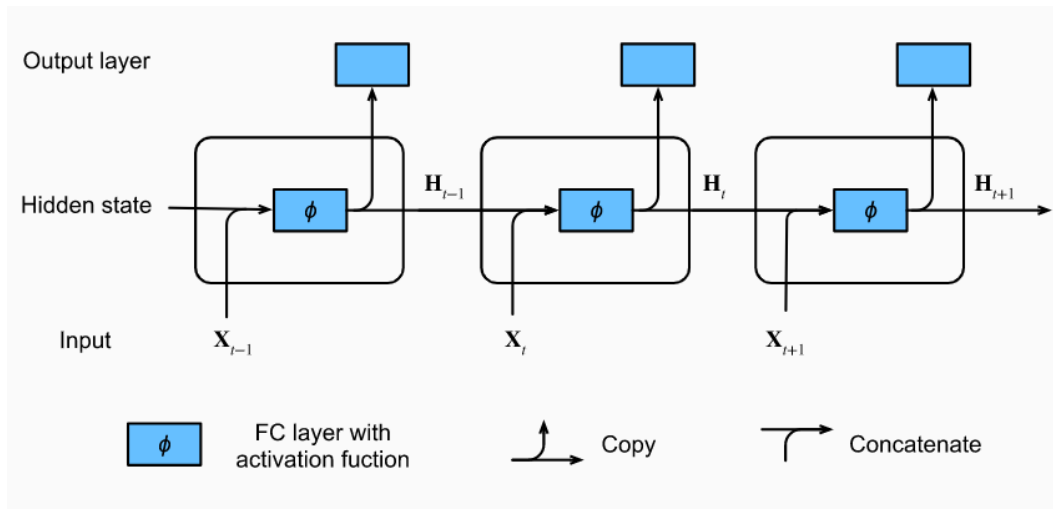 Output layer
Hidden state
ϕ
H_{t−1}
ϕ
H_t
ϕ
H_{t+1}
Input
X_{t−1}
X_t
X_{t+1}
ϕ
FC layer with
activation fuction
Copy
Concatenate